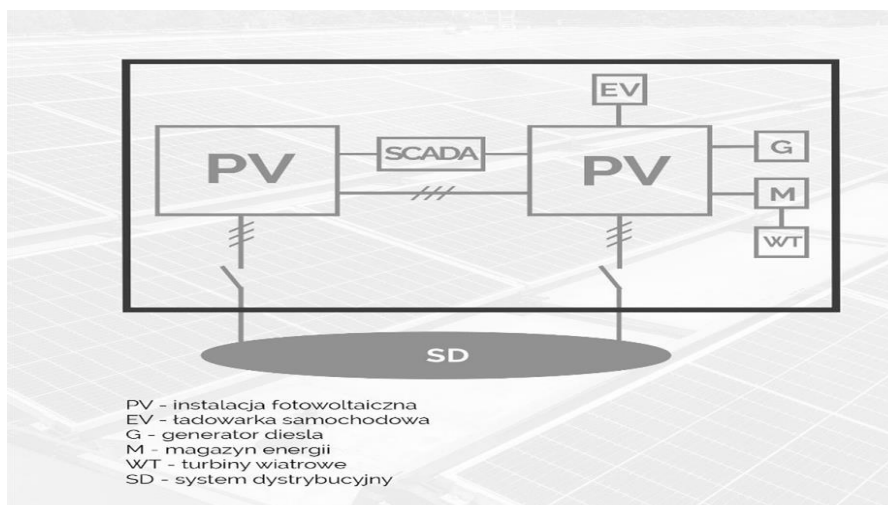 EV
PV
SCADA
PV
G
M
WT
SD
PV - instalacja fotowoltaiczna
EV - ładowarka samochodowa
G - generator diesla
M - magazyn energii
WT - turbiny wiatrowe
SD - system dystrybucyjny